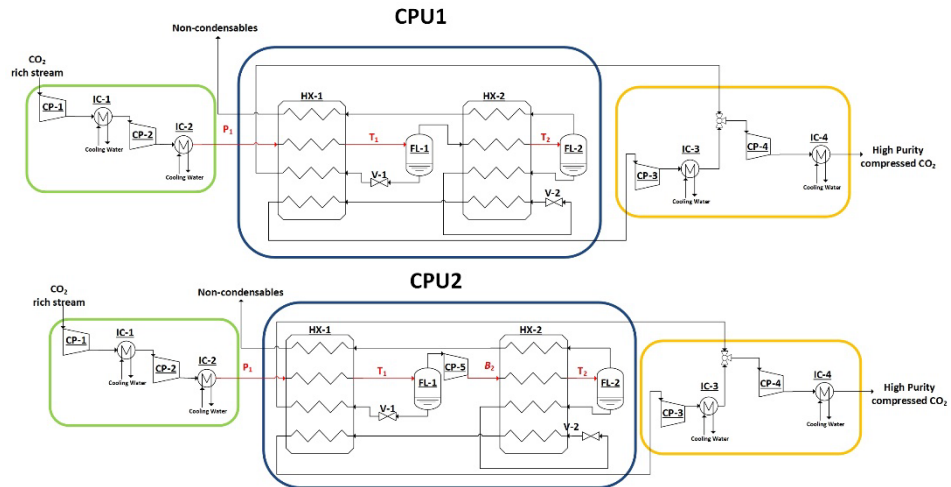 CPU1
Non-condensables
CO₂
rich stream
CP-1
IC-1
Cooling Water
CP-2
IC-2
Cooling Water
P₁
HX-1
T₁
FL-1
V-1
HX-2
T₂
FL-2
V-2
CP-3
IC-3
Cooling Water
CP-4
IC-4
Cooling Water
High Purity
compressed CO₂
CPU2
CO₂
rich stream
Non-condensables
CP-1
IC-1
Cooling Water
CP-2
IC-2
Cooling Water
P₁
HX-1
T₁
FL-1
V-1
CP-5
B₂
HX-2
T₂
FL-2
V-2
CP-3
IC-3
Cooling Water
CP-4
IC-4
Cooling Water
High Purity
compressed CO₂